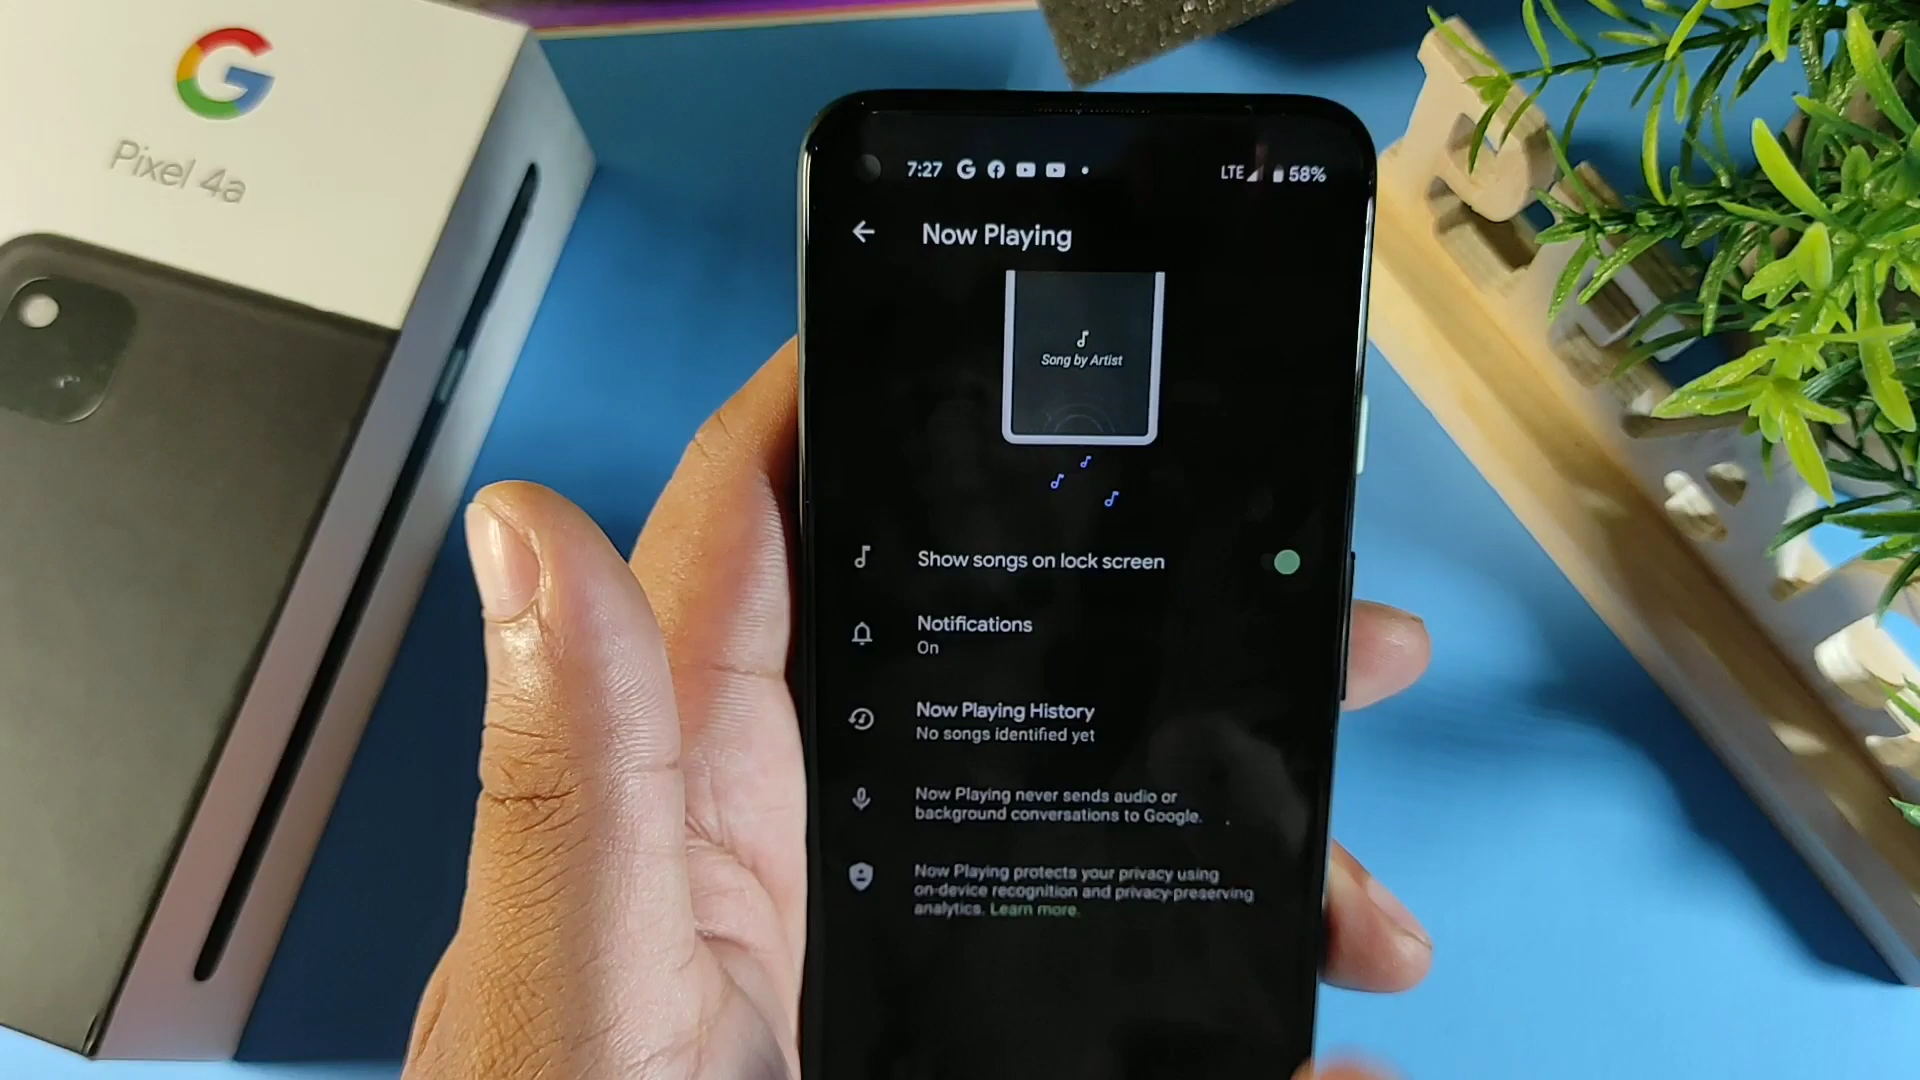 G
Pixel 4a
7:27
LTE 58%
Now Playing
Song by Artist
Show songs on lock screen
Notifications
On
Now Playing History
No songs identified yet
Now Playing never sends audio or
background conversations to Google.
Now Playing protects your privacy using
on-device recognition and privacy-preserving
analytics. Learn more.